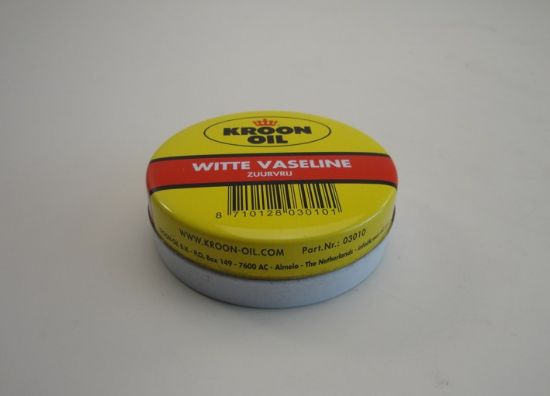 KROON
OIL
WITTE VASELINE
ZUURVRIJ
8 710128 030101
WWW.KROON-OIL.COM Part.Nr.: 03010
B.V. - P.O. Box 149 - 7600 AC - Almelo - The Netherlands -